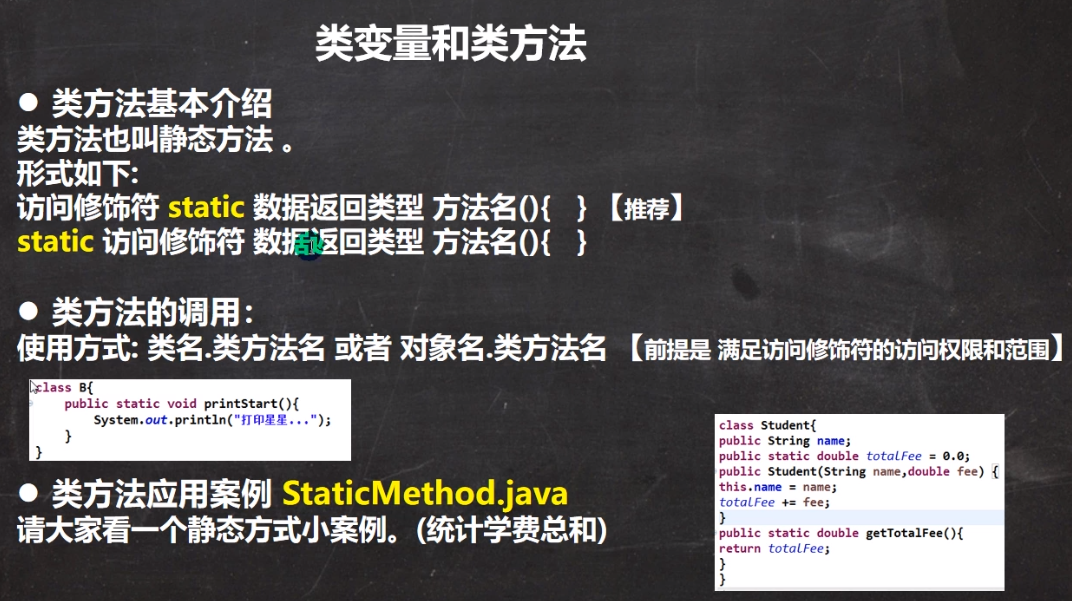 类变量和类方法
● 类方法基本介绍
类方法也叫静态方法 。
形式如下:
访问修饰符 static 数据返回类型 方法名(){ } 【推荐】
static 访问修饰符 数据返回类型 方法名(){ }
● 类方法的调用:
使用方式: 类名.类方法名 或者 对象名.类方法名 【前提是 满足访问修饰符的访问权限和范围】
class B{
public static void printStart(){
System.out.println("打印星星...");
}
}
● 类方法应用案例 StaticMethod.java
请大家看一个静态方式小案例。(统计学费总和)
class Student{
public String name;
public static double totalFee = 0.0;
public Student(String name,double fee) {
this.name = name;
totalFee += fee;
}
public static double getTotalFee(){
return totalFee;
}
}